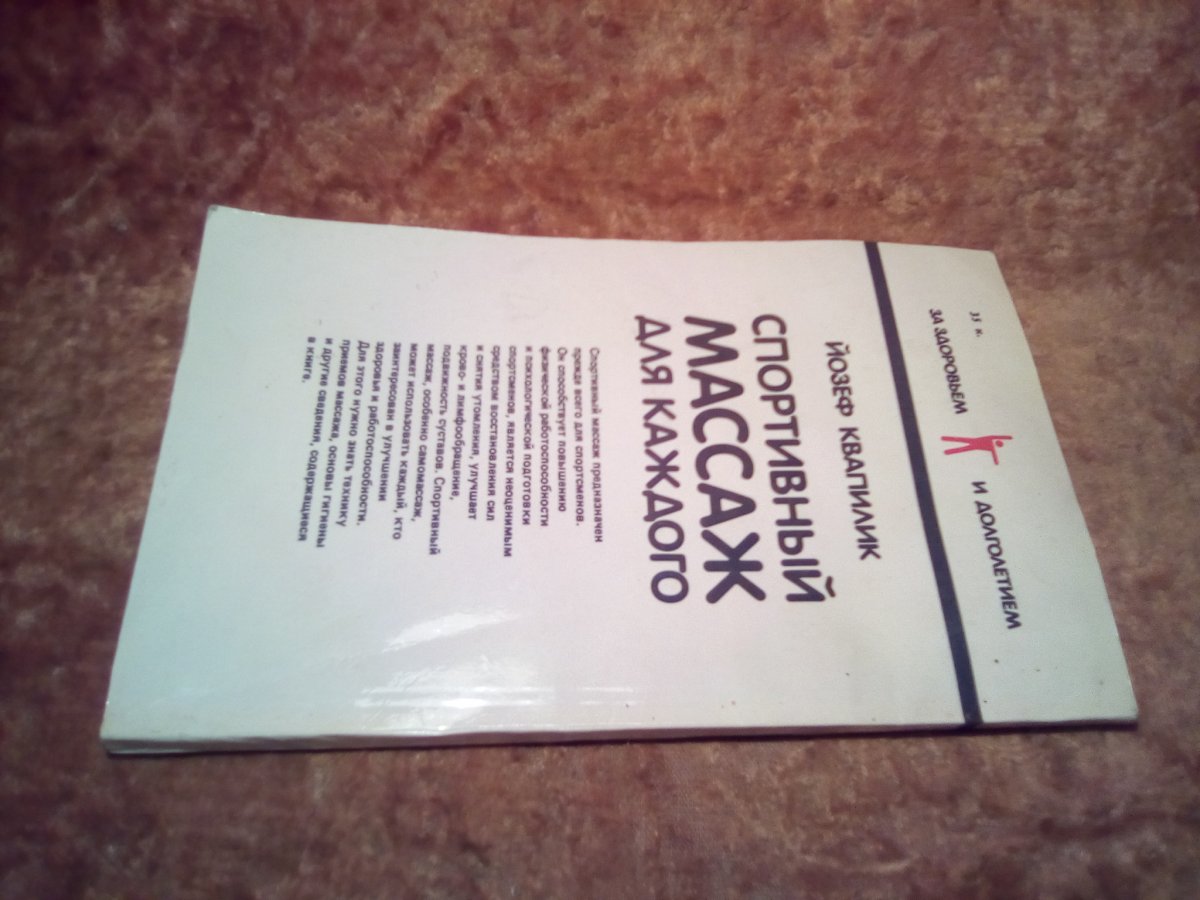 35 к.
ЗА ЗДОРОВЬЕМ И ДОЛГОЛЕТИЕМ
ЙОЗЕФ КВАПИЛИК
СПОРТИВНЫЙ
МАССАЖ
ДЛЯ КАЖДОГО
Спортивный массаж предназначен
прежде всего для спортсменов.
Он способствует повышению
физической работоспособности
и психологической подготовки
спортсменов, является неоценимым
средством восстановления сил
и снятия утомления, улучшает
крово- и лимфообращение,
подвижность суставов. Спортивный
массаж, особенно самомассаж,
может использовать каждый, кто
заинтересован в улучшении
здоровья и работоспособности.
Для этого нужно знать технику
приемов массажа, основы гигиены
и другие сведения, содержащиеся
в книге.